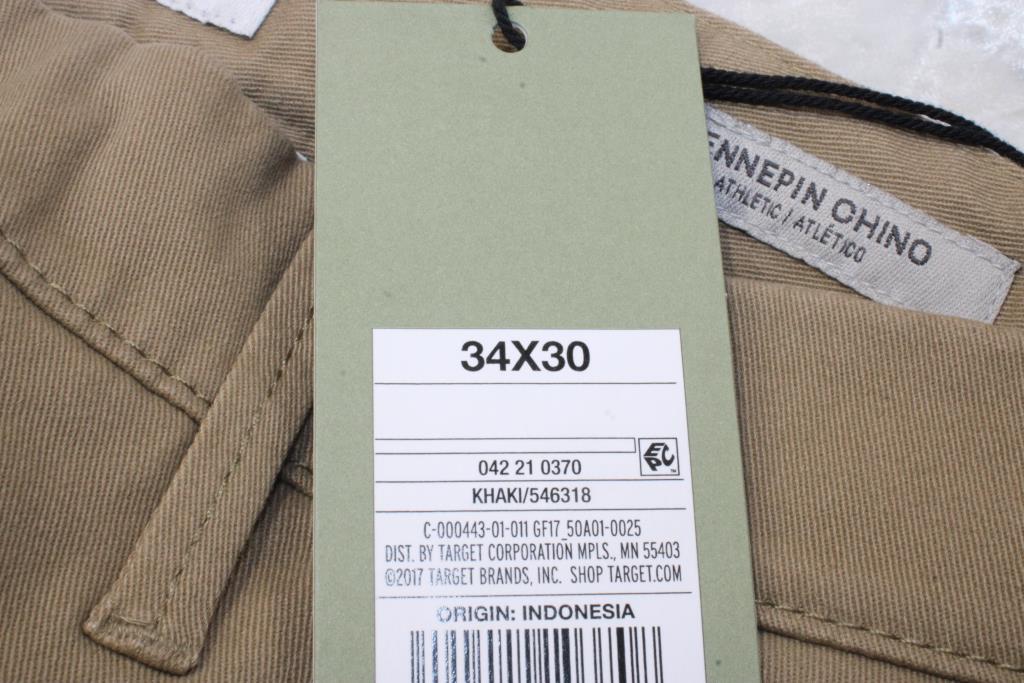 ENNEPIN CHINO
ATHLETIC / ATLÉTICO
34X30
EPC™
042 21 0370
KHAKI/546318
C-000443-01-011 GF17_50A01-0025
DIST. BY TARGET CORPORATION MPLS., MN 55403
©2017 TARGET BRANDS, INC. SHOP TARGET.COM
ORIGIN: INDONESIA